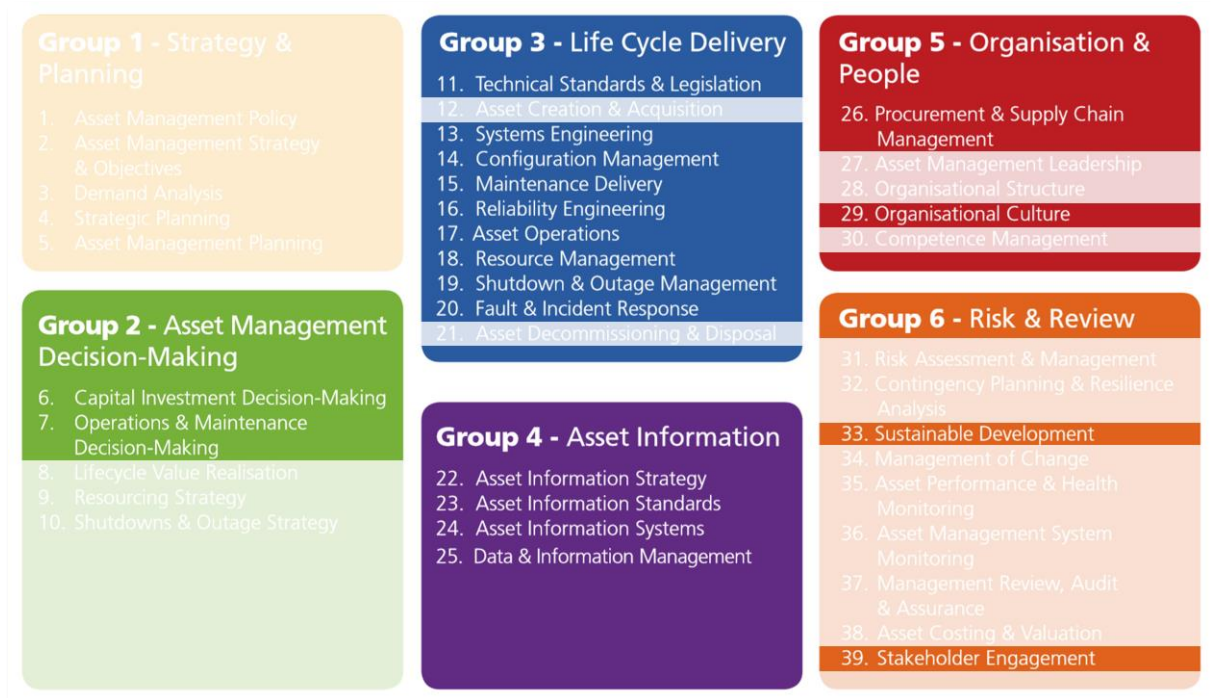 Group 1 - Strategy &
Planning
1. Asset Management Policy
2. Asset Management Strategy
& Objectives
3. Demand Analysis
4. Strategic Planning
5. Asset Management Planning
Group 2 - Asset Management
Decision-Making
6. Capital Investment Decision-Making
7. Operations & Maintenance
Decision-Making
8. Lifecycle Value Realisation
9. Resourcing Strategy
10. Shutdowns & Outage Strategy
Group 3 - Life Cycle Delivery
11. Technical Standards & Legislation
12. Asset Creation & Acquisition
13. Systems Engineering
14. Configuration Management
15. Maintenance Delivery
16. Reliability Engineering
17. Asset Operations
18. Resource Management
19. Shutdown & Outage Management
20. Fault & Incident Response
21. Asset Decommissioning & Disposal
Group 4 - Asset Information
22. Asset Information Strategy
23. Asset Information Standards
24. Asset Information Systems
25. Data & Information Management
Group 5 - Organisation &
People
26. Procurement & Supply Chain
Management
27. Asset Management Leadership
28. Organisational Structure
29. Organisational Culture
30. Competence Management
Group 6 - Risk & Review
31. Risk Assessment & Management
32. Contingency Planning & Resilience
Analysis
33. Sustainable Development
34. Management of Change
35. Asset Performance & Health
Monitoring
36. Asset Management System
Monitoring
37. Management Review, Audit
& Assurance
38. Asset Costing & Valuation
39. Stakeholder Engagement